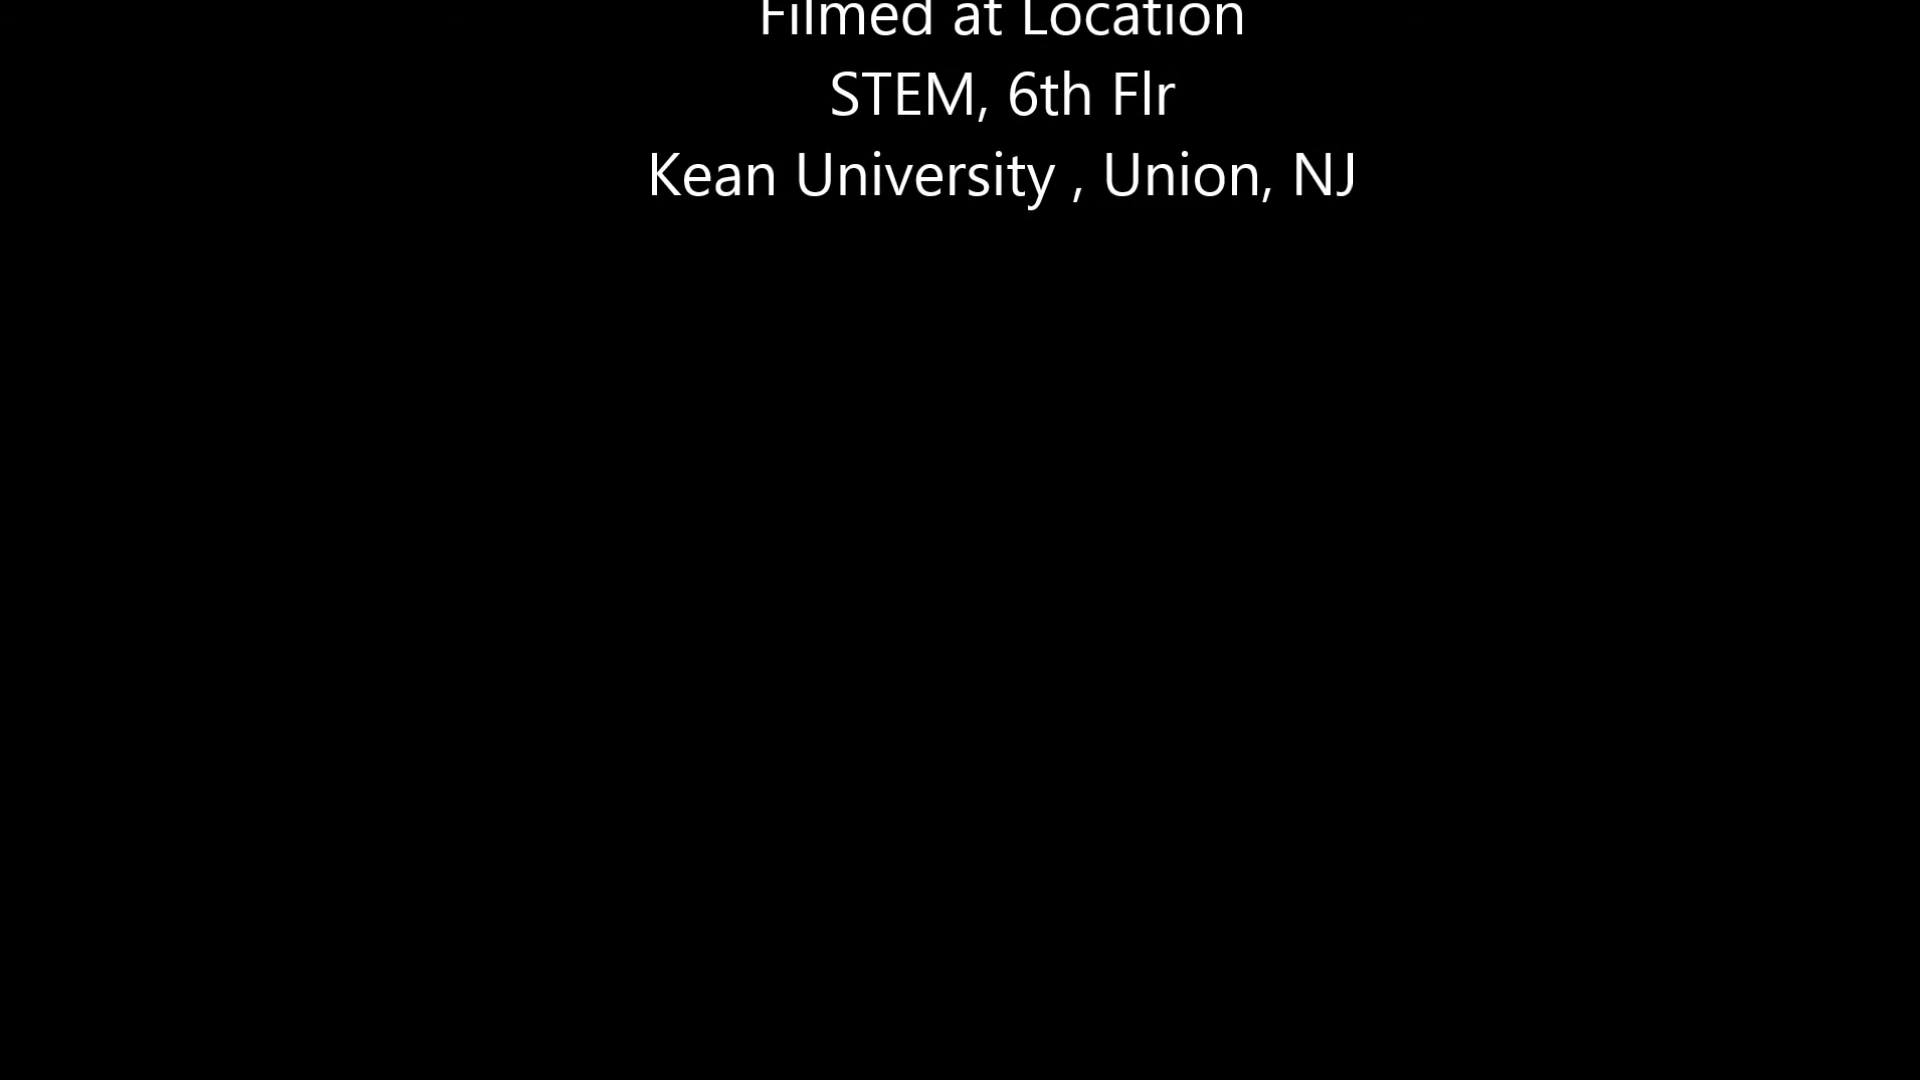 Filmed at Location
STEM, 6th Flr
Kean University , Union, NJ